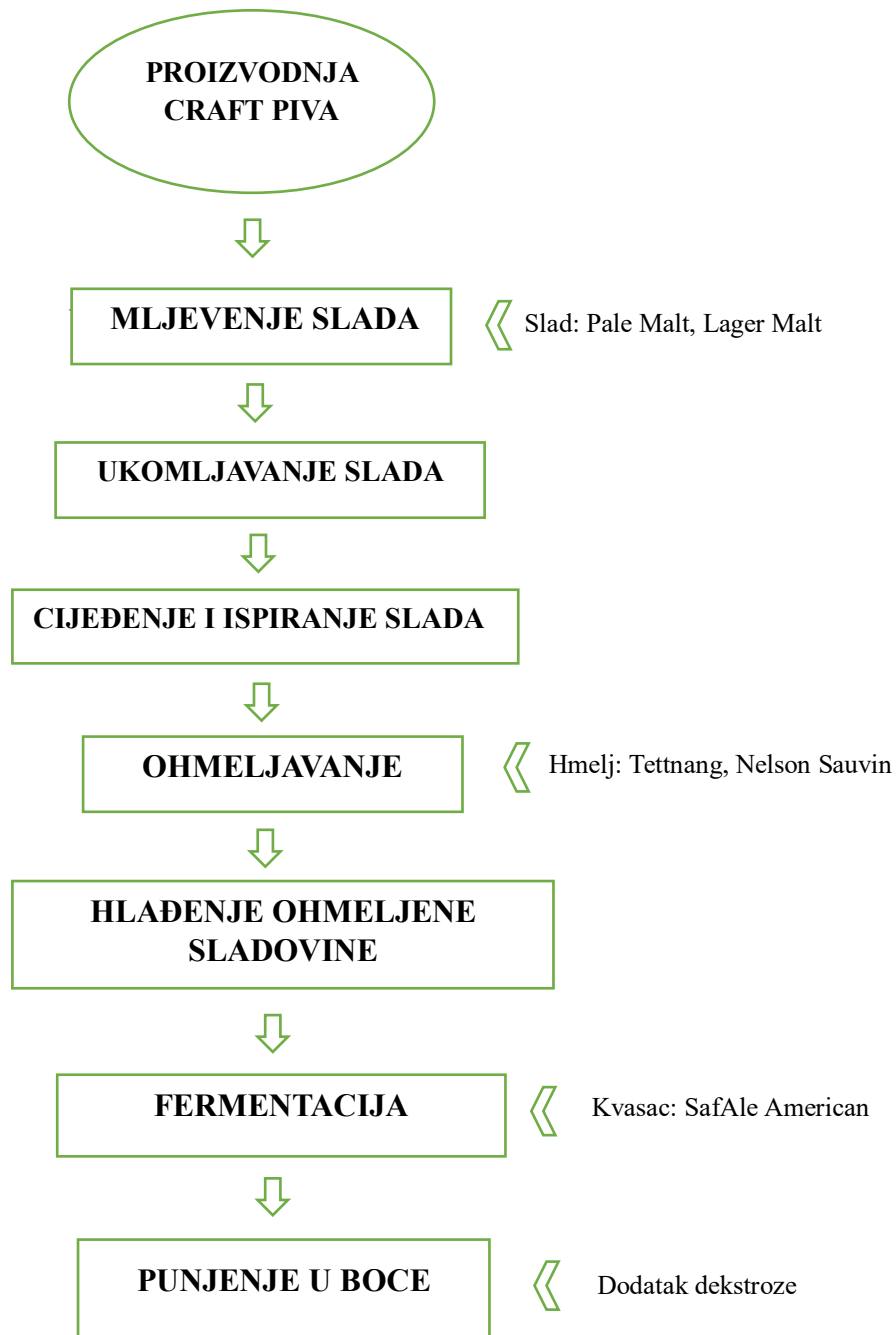 PROIZVODNJA
CRAFT PIVA
MLJEVENJE SLADA
Slad: Pale Malt, Lager Malt
UKOMLJAVANJE SLADA
CIJEĐENJE I ISPIRANJE SLADA
OHMELJAVANJE
Hmelj: Tettnang, Nelson Sauvin
HLAĐENJE OHMELJENE
SLADOVINE
FERMENTACIJA
Kvasac: SafAle American
PUNJENJE U BOCE
Dodatak dekstroze